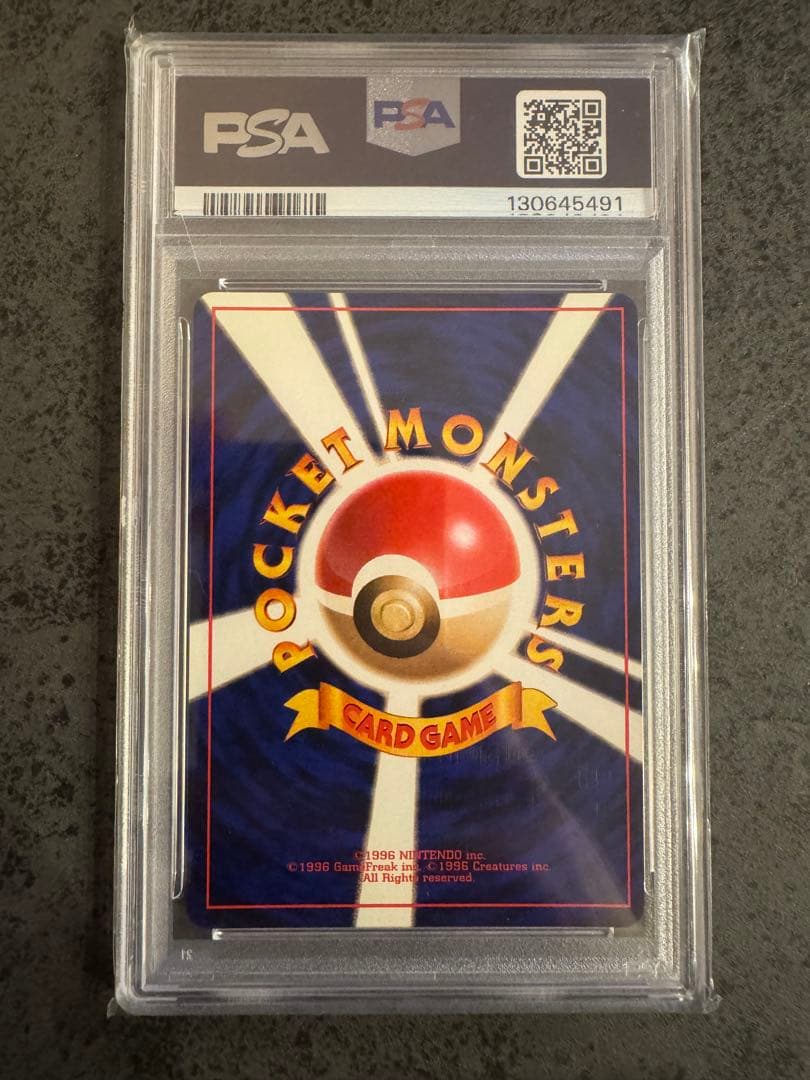 PSA
PSA
130645491
POCKET MONSTERS
CARD GAME
©1996 NINTENDO inc.
©1996 GameFreak inc. ©1996 Creatures inc.
All Rights reserved.
21